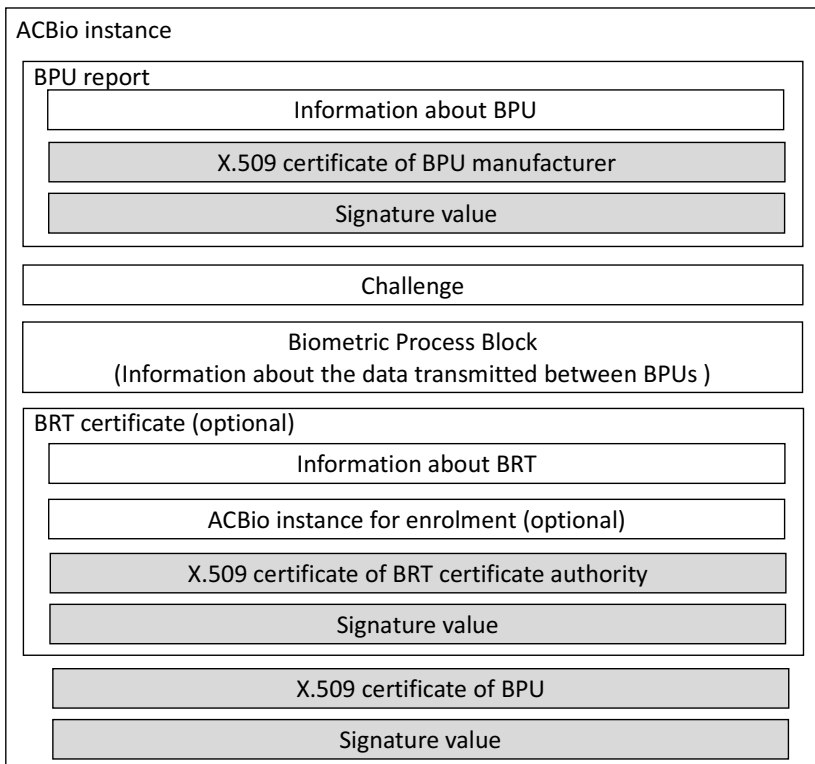 ACBio instance
BPU report
Information about BPU
X.509 certificate of BPU manufacturer
Signature value
Challenge
Biometric Process Block
(Information about the data transmitted between BPUs )
BRT certificate (optional)
Information about BRT
ACBio instance for enrolment (optional)
X.509 certificate of BRT certificate authority
Signature value
X.509 certificate of BPU
Signature value